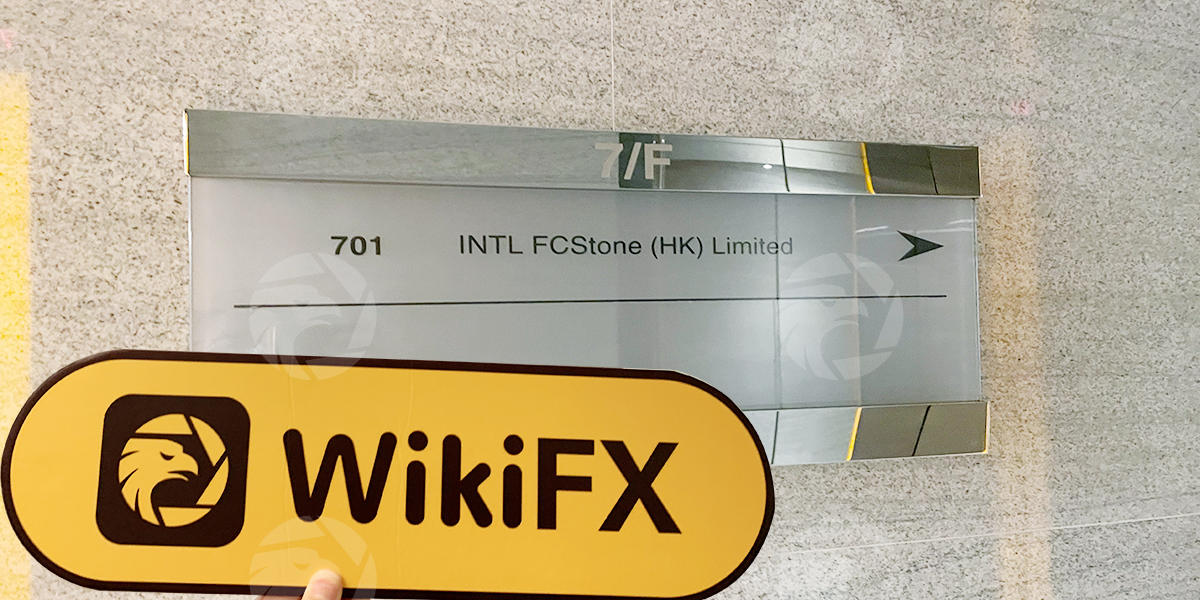 7/F
701 INTL FCStone (HK) Limited
WikiFX